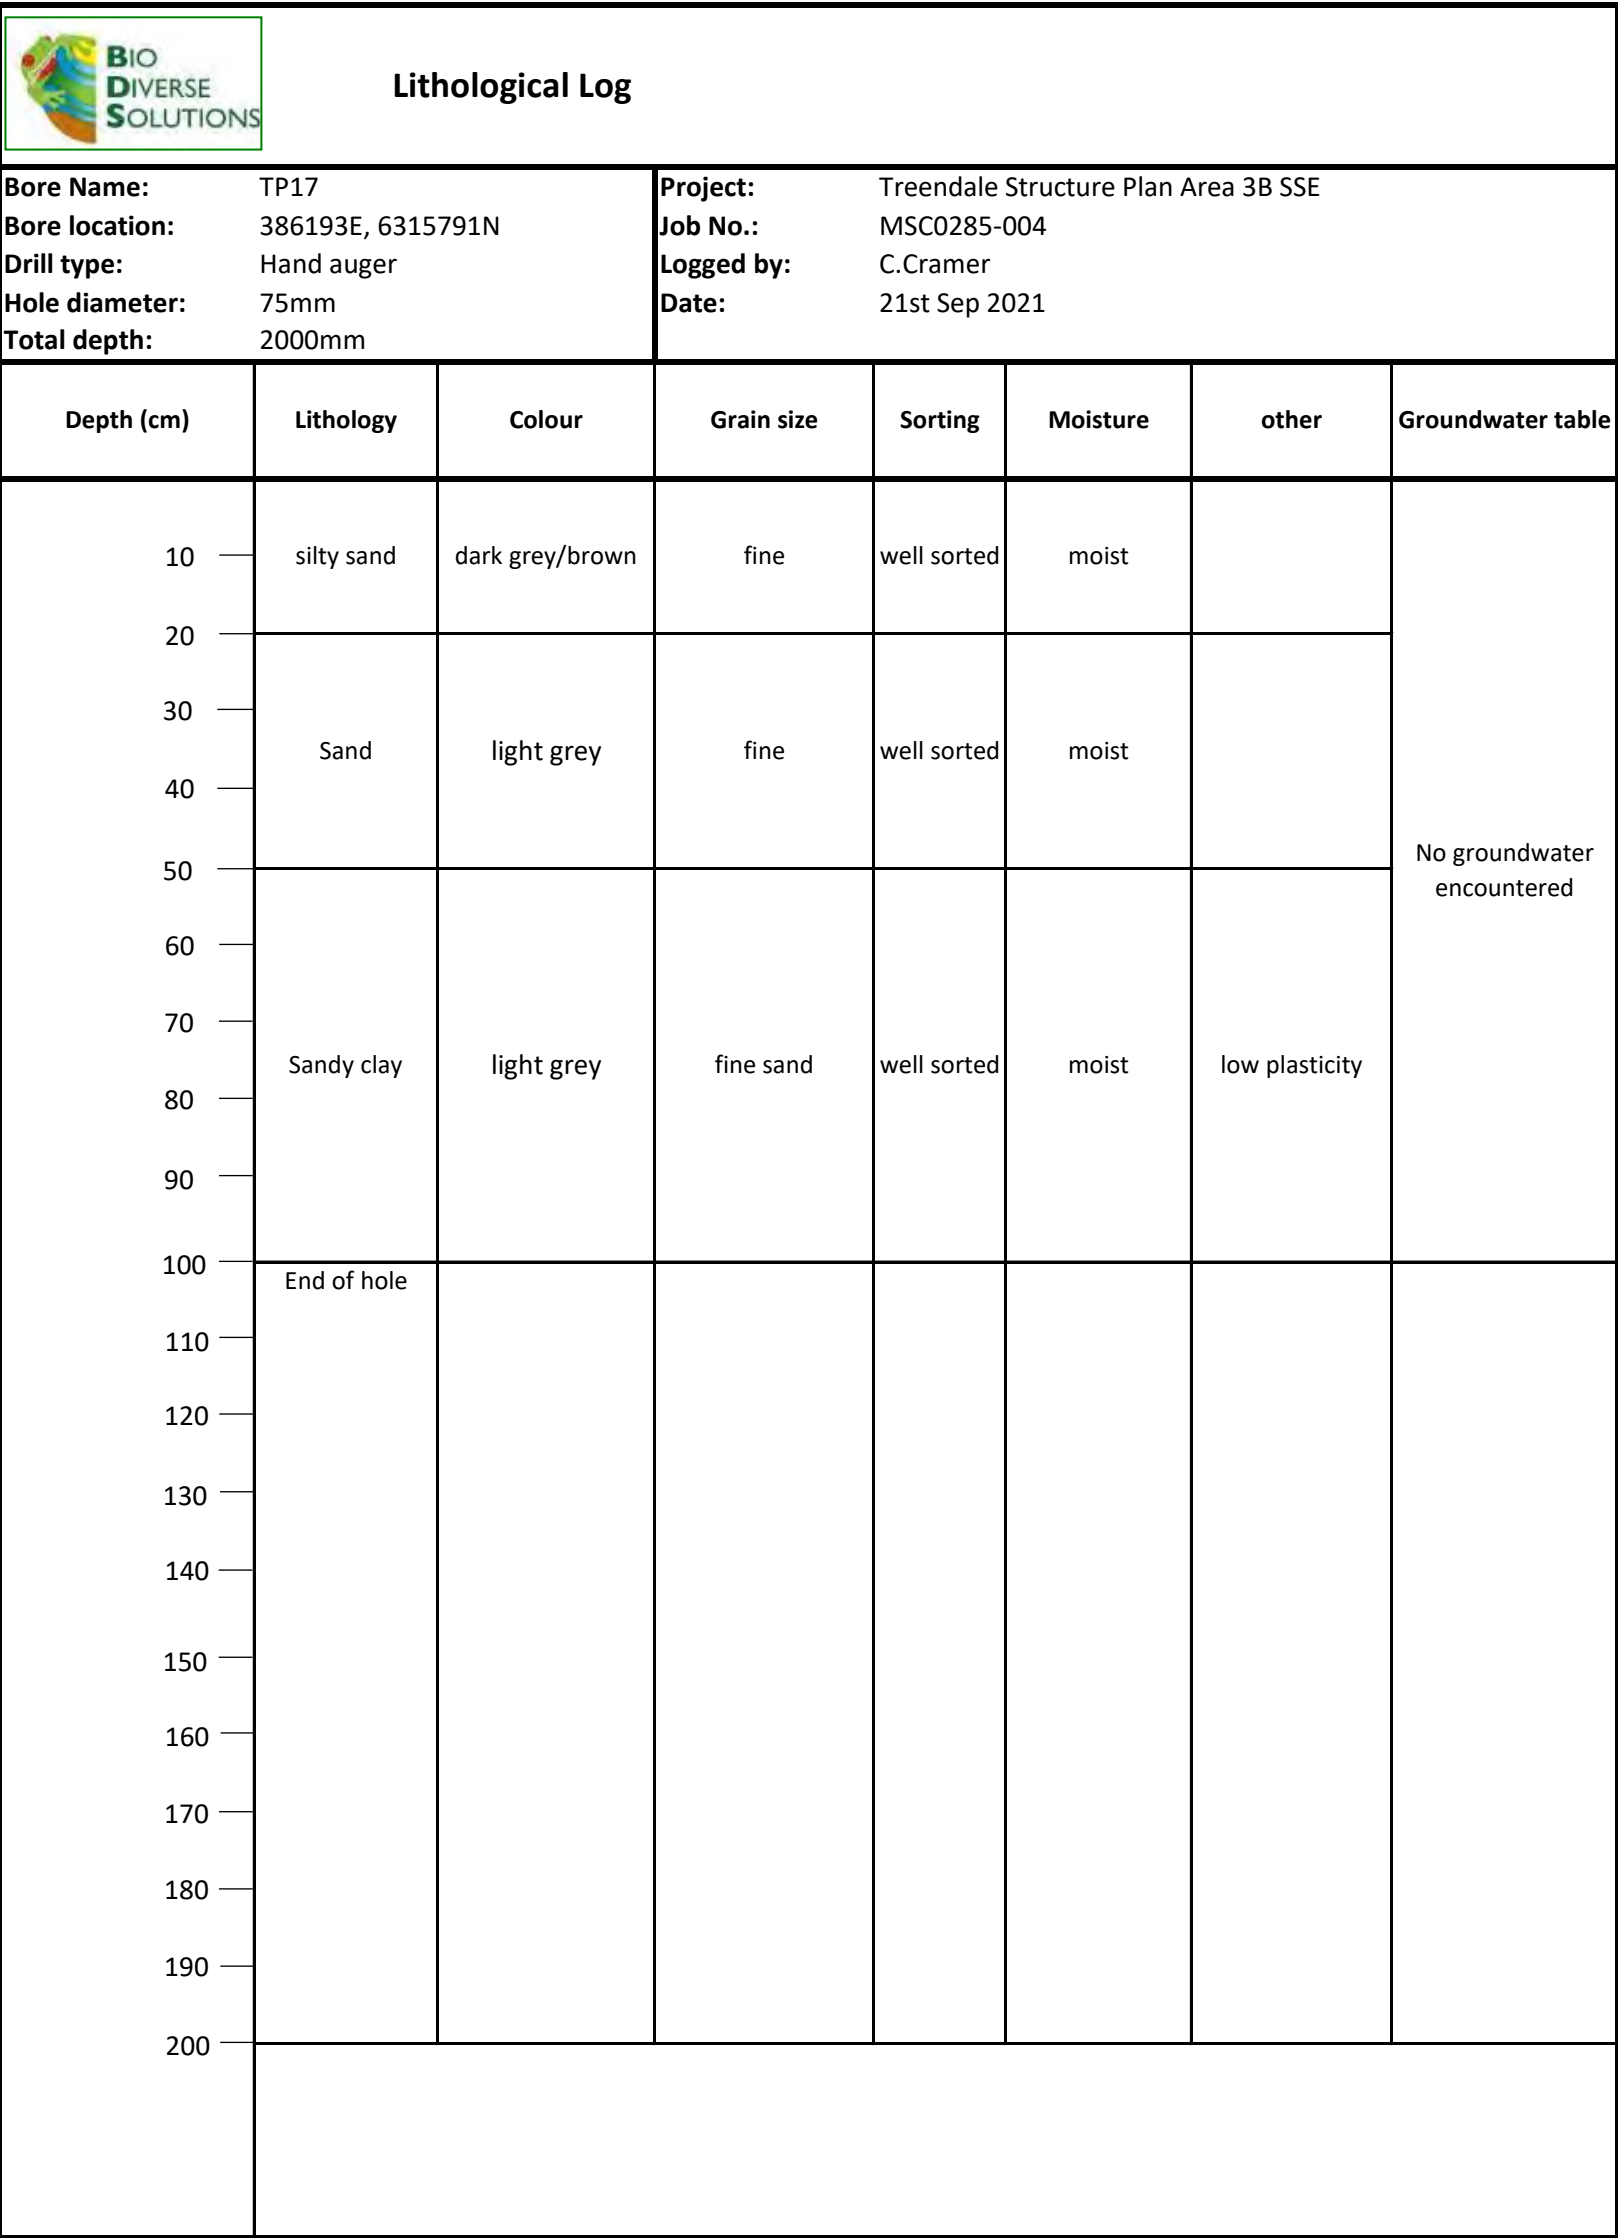 BIO
DIVERSE
SOLUTIONS
Lithological Log
Bore Name: TP17
Bore location: 386193E, 6315791N
Drill type: Hand auger
Hole diameter: 75mm
Total depth: 2000mm
Project: Treendale Structure Plan Area 3B SSE
Job No.: MSC0285-004
Logged by: C.Cramer
Date: 21st Sep 2021
Depth (cm) Lithology Colour Grain size Sorting Moisture other Groundwater table
10 silty sand dark grey/brown fine well sorted moist
20
30
Sand light grey fine well sorted moist
40
50
No groundwater
encountered
60
70
Sandy clay light grey fine sand well sorted moist low plasticity
80
90
100
End of hole
110
120
130
140
150
160
170
180
190
200